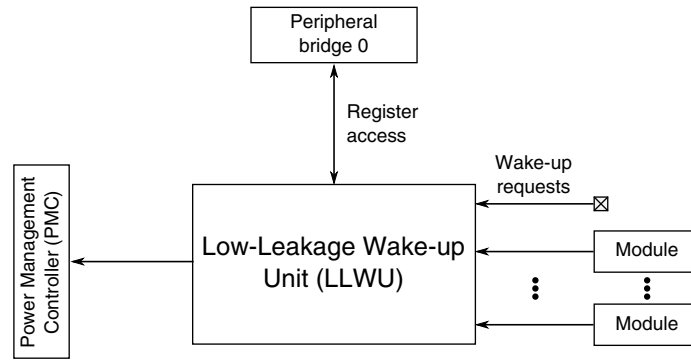 Peripheral
bridge 0
Register
access
Wake-up
requests
Power Management
Controller (PMC)
Low-Leakage Wake-up
Unit (LLWU)
Module
Module